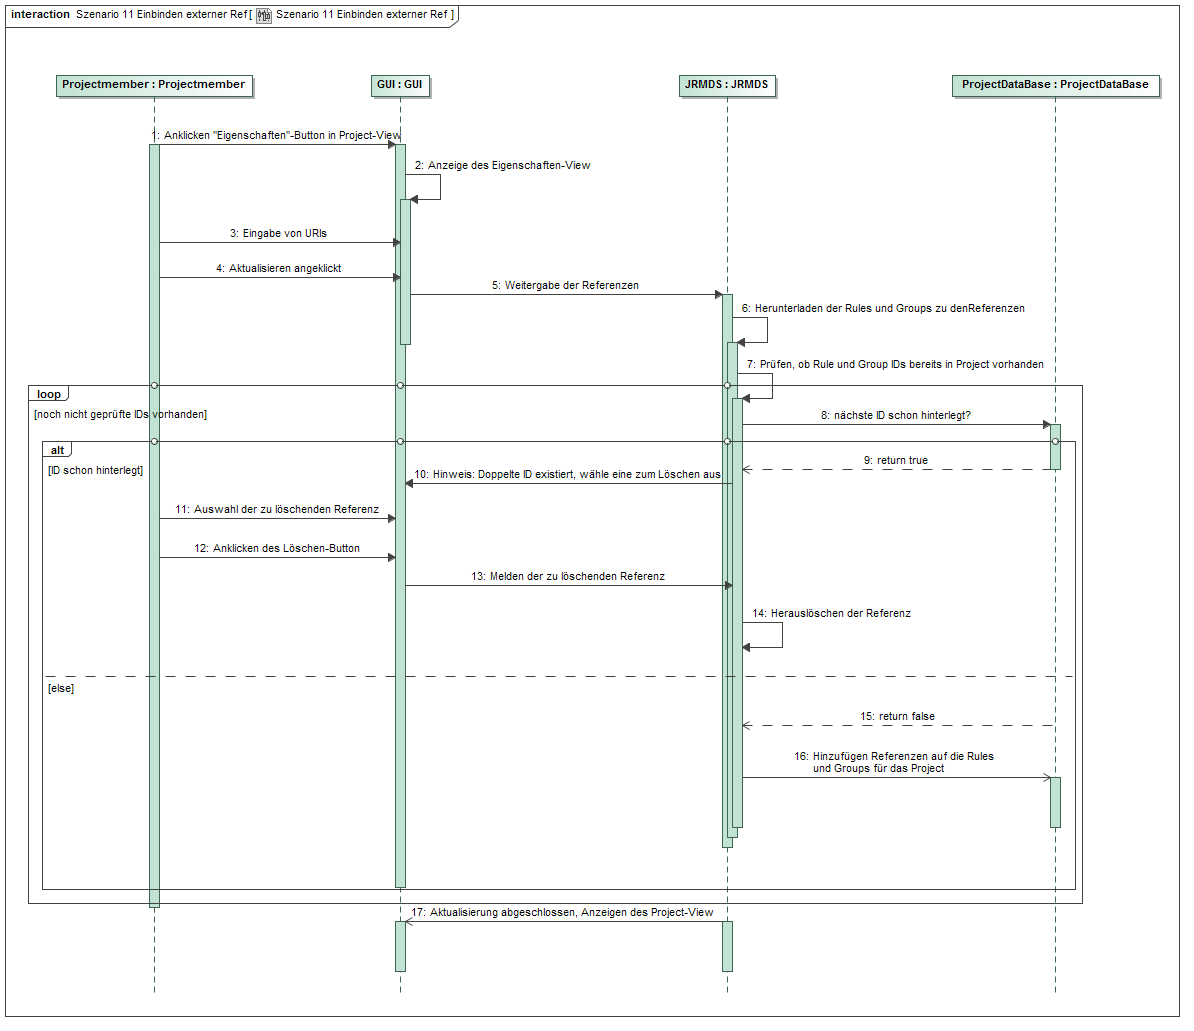 interaction Szenario 11 Einbinden externer Ref [ Szenario 11 Einbinden externer Ref ]
Projectmember : Projectmember
GUI : GUI
JRMDS : JRMDS
ProjectDataBase : ProjectDataBase
1: Anklicken "Eigenschaften"-Button in Project-View
2: Anzeige des Eigenschaften-View
3: Eingabe von URIs
4: Aktualisieren angeklickt
5: Weitergabe der Referenzen
6: Herunterladen der Rules und Groups zu denReferenzen
7: Prüfen, ob Rule und Group IDs bereits in Project vorhanden
loop
[noch nicht geprüfte IDs vorhanden]
8: nächste ID schon hinterlegt?
alt
[ID schon hinterlegt]
9: return true
10: Hinweis: Doppelte ID existiert, wähle eine zum Löschen aus
11: Auswahl der zu löschenden Referenz
12: Anklicken des Löschen-Button
13: Melden der zu löschenden Referenz
14: Herauslöschen der Referenz
[else]
15: return false
16: Hinzufügen Referenzen auf die Rules
und Groups für das Project
17: Aktualisierung abgeschlossen, Anzeigen des Project-View